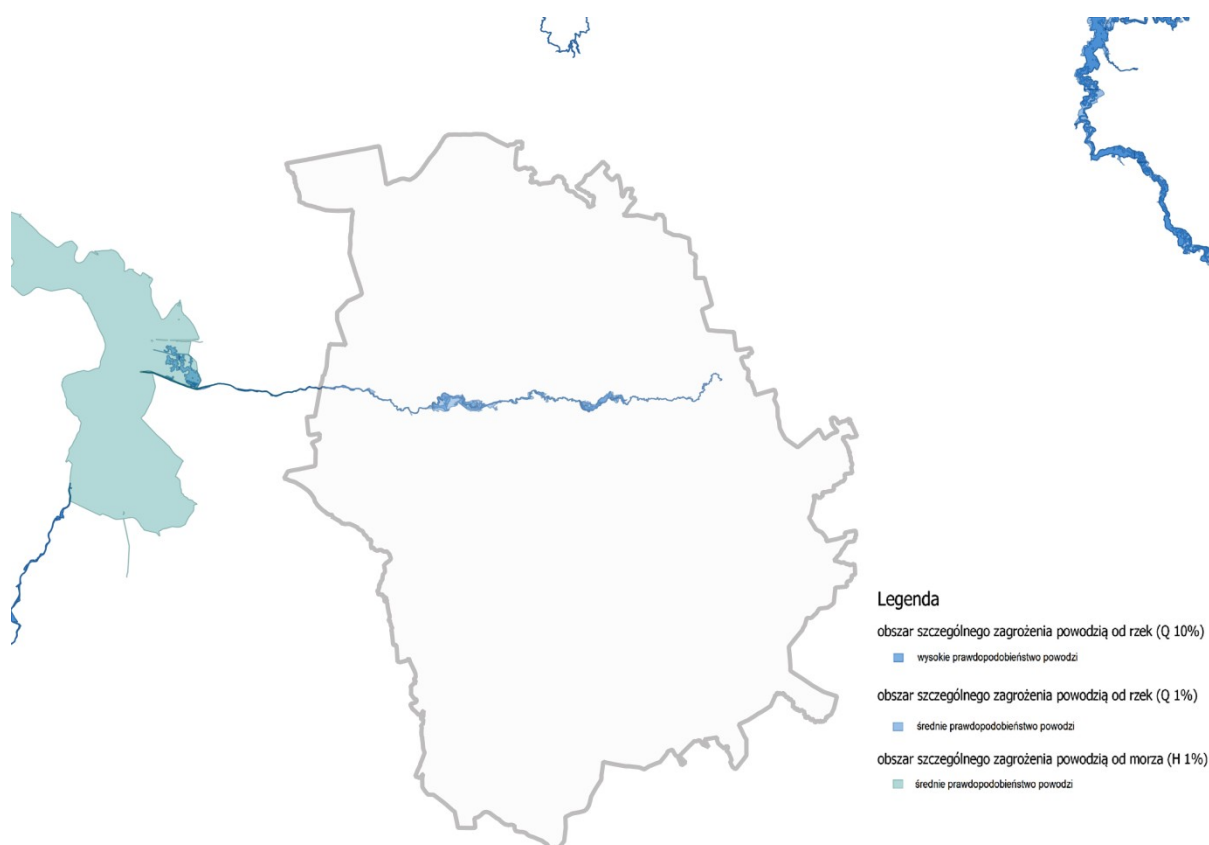 Legenda
obszar szczególnego zagrożenia powodzią od rzek (Q 10%)
wysokie prawdopodobieństwo powodzi
obszar szczególnego zagrożenia powodzią od rzek (Q 1%)
średnie prawdopodobieństwo powodzi
obszar szczególnego zagrożenia powodzią od morza (H 1%)
średnie prawdopodobieństwo powodzi